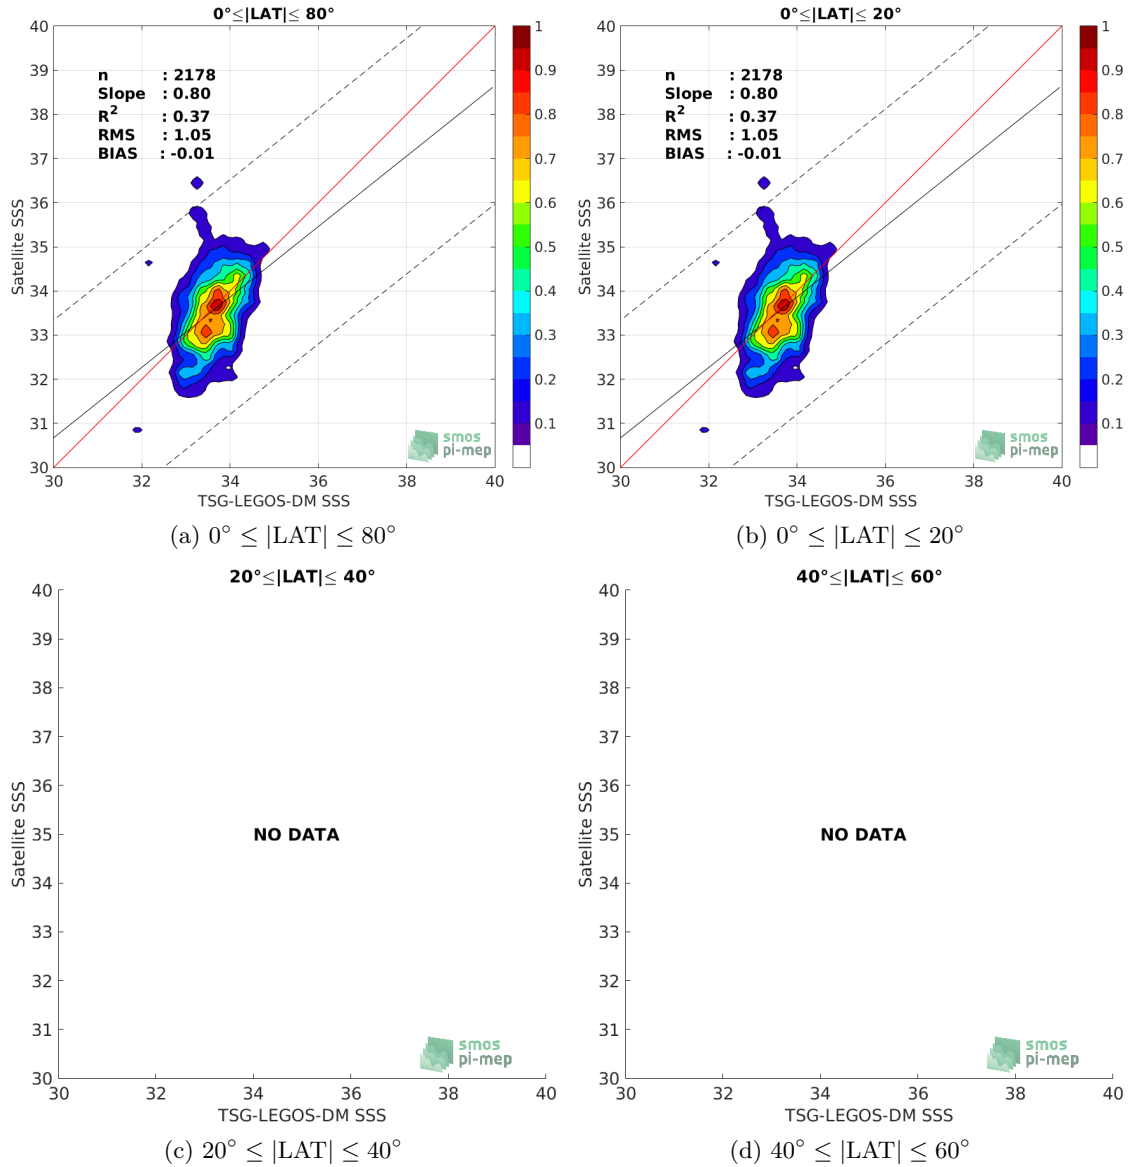 0°≤|LAT|≤ 80°
40
39
38
37
36
35
34
33
32
31
30
Satellite SSS
n : 2178
Slope : 0.80
R² : 0.37
RMS : 1.05
BIAS : -0.01
smos
pi-mep
30 32 34 36 38 40
TSG-LEGOS-DM SSS
1
0.9
0.8
0.7
0.6
0.5
0.4
0.3
0.2
0.1
(a) 0° ≤ |LAT| ≤ 80°
0°≤|LAT|≤ 20°
40
39
38
37
36
35
34
33
32
31
30
Satellite SSS
n : 2178
Slope : 0.80
R² : 0.37
RMS : 1.05
BIAS : -0.01
smos
pi-mep
30 32 34 36 38 40
TSG-LEGOS-DM SSS
1
0.9
0.8
0.7
0.6
0.5
0.4
0.3
0.2
0.1
(b) 0° ≤ |LAT| ≤ 20°
20°≤|LAT|≤ 40°
40
39
38
37
36
35
34
33
32
31
30
Satellite SSS
NO DATA
smos
pi-mep
30 32 34 36 38 40
TSG-LEGOS-DM SSS
(c) 20° ≤ |LAT| ≤ 40°
40°≤|LAT|≤ 60°
40
39
38
37
36
35
34
33
32
31
30
Satellite SSS
NO DATA
smos
pi-mep
30 32 34 36 38 40
TSG-LEGOS-DM SSS
(d) 40° ≤ |LAT| ≤ 60°